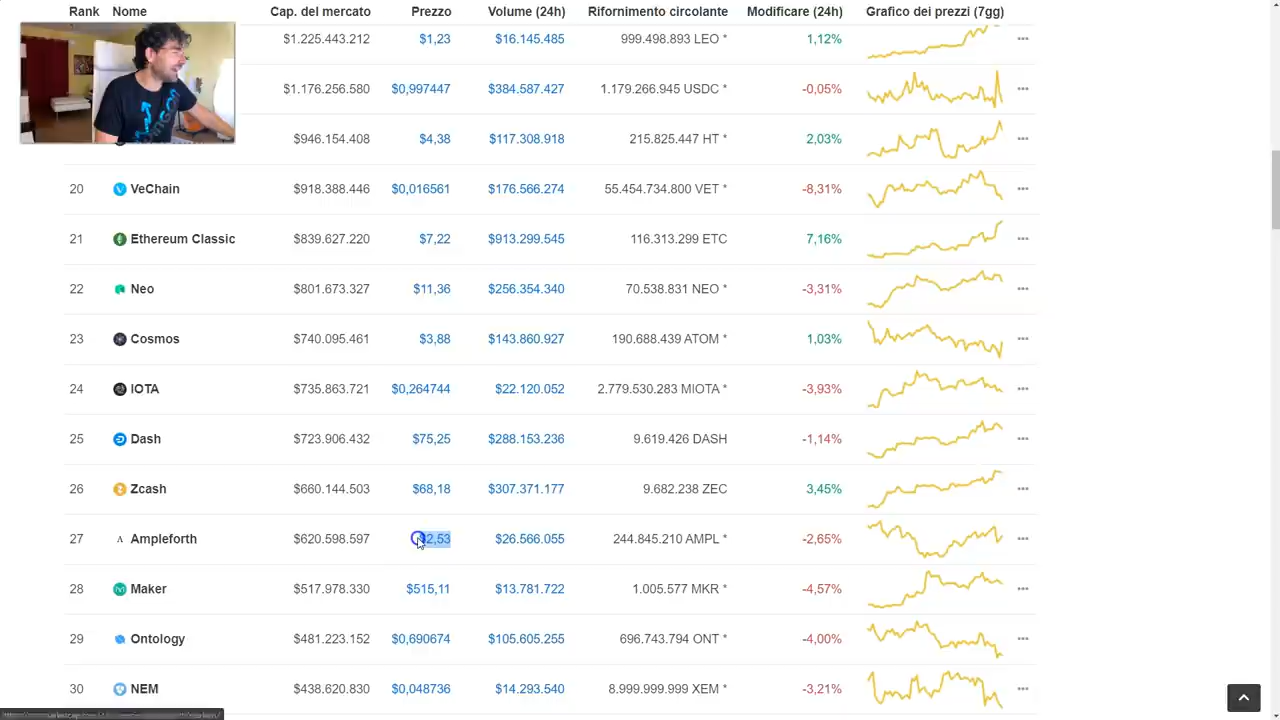 Rank Nome Cap. del mercato Prezzo Volume (24h) Rifornimento circolante Modificare (24h) Grafico dei prezzi (7gg)
$1.225.443.212 $1,23 $16.145.485 999.498.893 LEO * 1,12%
$1.176.256.580 $0,997447 $384.587.427 1.179.266.945 USDC * -0,05%
$946.154.408 $4,38 $117.308.918 215.825.447 HT * 2,03%
20 VeChain $918.388.446 $0,016561 $176.566.274 55.454.734.800 VET * -8,31%
21 Ethereum Classic $839.627.220 $7,22 $913.299.545 116.313.299 ETC 7,16%
22 Neo $801.673.327 $11,36 $256.354.340 70.538.831 NEO * -3,31%
23 Cosmos $740.095.461 $3,88 $143.860.927 190.688.439 ATOM * 1,03%
24 IOTA $735.863.721 $0,264744 $22.120.052 2.779.530.283 MIOTA * -3,93%
25 Dash $723.906.432 $75,25 $288.153.236 9.619.426 DASH -1,14%
26 Zcash $660.144.503 $68,18 $307.371.177 9.682.238 ZEC 3,45%
27 Ampleforth $620.598.597 2,53 $26.566.055 244.845.210 AMPL * -2,65%
28 Maker $517.978.330 $515,11 $13.781.722 1.005.577 MKR * -4,57%
29 Ontology $481.223.152 $0,690674 $105.605.255 696.743.794 ONT * -4,00%
30 NEM $438.620.830 $0,048736 $14.293.540 8.999.999.999 XEM * -3,21%